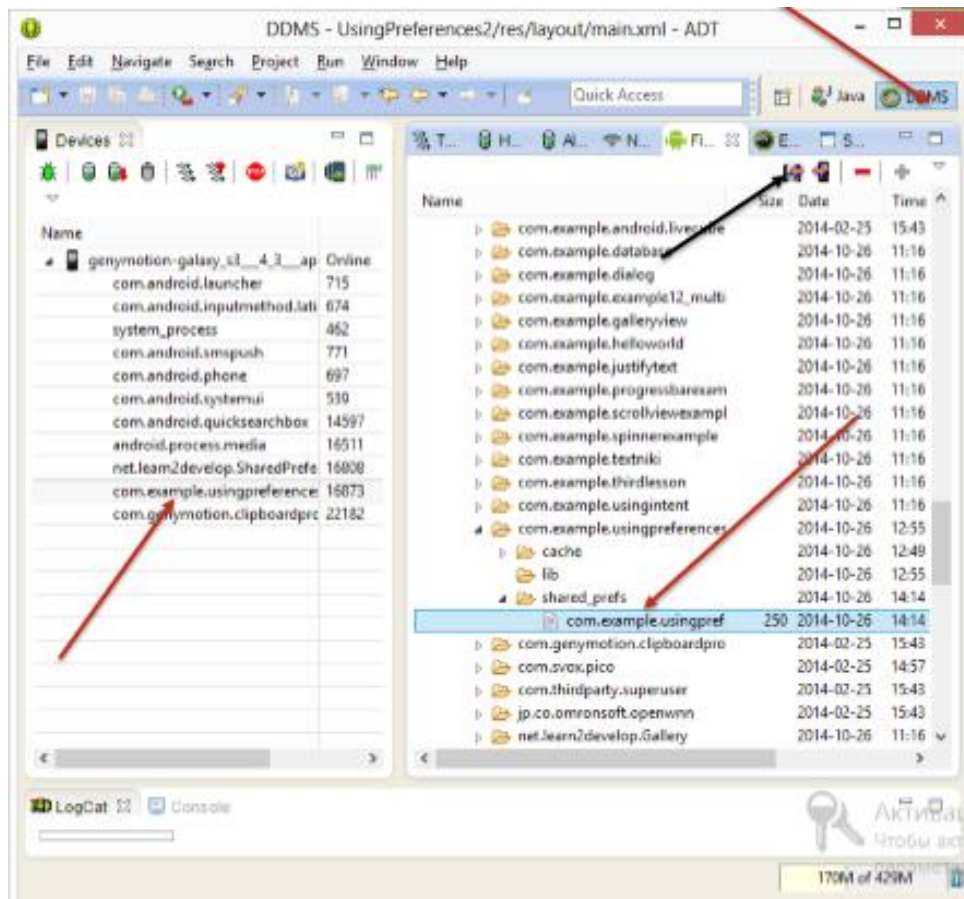 DDMS - UsingPreferences2/res/layout/main.xml - ADT
File Edit Navigate Search Project Run Window Help
Quick Access Java DDMS
Devices
Name
genymotion-galaxy_s3__4_3__ap Online
com.android.launcher 715
com.android.inputmethod.lati 674
system_process 462
com.android.smspush 771
com.android.phone 697
com.android.systemui 539
com.android.quicksearchbox 14597
android.process.media 16511
net.learn2develop.SharedPrefe 16808
com.example.usingpreference 16873
com.genymotion.clipboardprc 22182
T... H... Al... N... Fi... E... S...
Name Size Date Time
com.example.android.livecube 2014-02-25 15:43
com.example.database 2014-10-26 11:16
com.example.dialog 2014-10-26 11:16
com.example.example12_multi 2014-10-26 11:16
com.example.galleryview 2014-10-26 11:16
com.example.helloworld 2014-10-26 11:16
com.example.justifytext 2014-10-26 11:16
com.example.progressbarexam 2014-10-26 11:16
com.example.scrollviewexampl 2014-10-26 11:16
com.example.spinnerexample 2014-10-26 11:16
com.example.textniki 2014-10-26 11:16
com.example.thirdlesson 2014-10-26 11:16
com.example.usingintent 2014-10-26 11:16
com.example.usingpreferences 2014-10-26 12:55
cache 2014-10-26 12:49
lib 2014-10-26 12:55
shared_prefs 2014-10-26 14:14
com.example.usingpref 250 2014-10-26 14:14
com.genymotion.clipboardpro 2014-02-25 15:43
com.svox.pico 2014-02-25 14:57
com.thirdparty.superuser 2014-02-25 15:43
jp.co.omronsoft.openwnn 2014-02-25 15:43
net.learn2develop.Gallery 2014-10-26 11:16
LogCat Console
Актива
Чтобы акт
170M of 429M